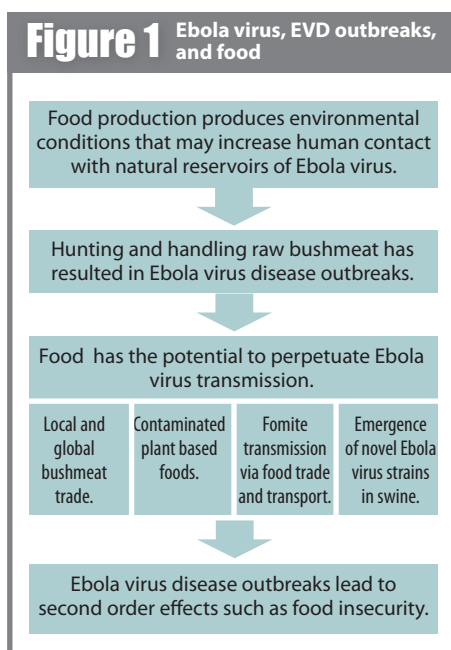 Figure 1
Ebola virus, EVD outbreaks,
and food
Food production produces environmental
conditions that may increase human contact
with natural reservoirs of Ebola virus.
Hunting and handling raw bushmeat has
resulted in Ebola virus disease outbreaks.
Food has the potential to perpetuate Ebola
virus transmission.
Local and
global
bushmeat
trade.
Contaminated
plant based
foods.
Fomite
transmission
via food trade
and transport.
Emergence
of novel Ebola
virus strains
in swine.
Ebola virus disease outbreaks lead to
second order effects such as food insecurity.